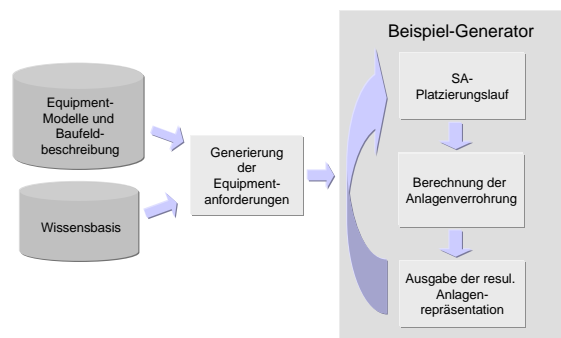 Equipment-
Modelle und
Baufeld-
beschreibung
Wissensbasis
Generierung
der
Equipment-
anforderungen
Beispiel-Generator
SA-
Platzierungslauf
Berechnung der
Anlagenverrohrung
Ausgabe der resul.
Anlagen-
repräsentation